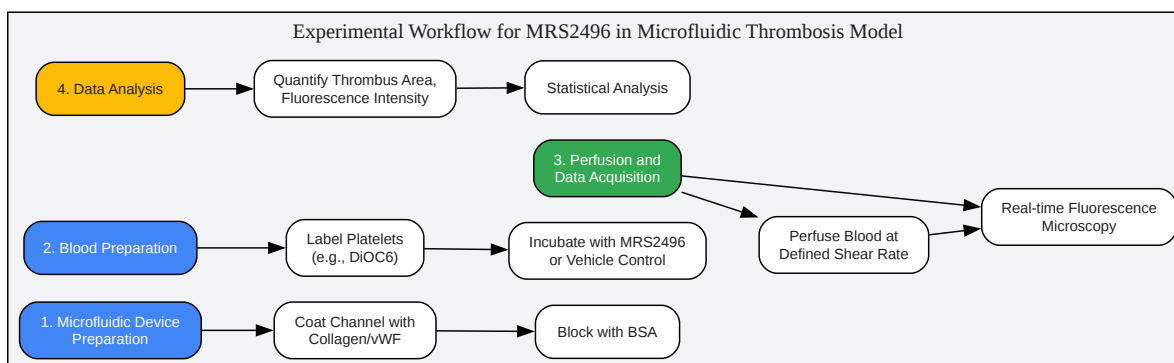 Experimental Workflow for MRS2496 in Microfluidic Thrombosis Model
4. Data Analysis
Quantify Thrombus Area,
Fluorescence Intensity
Statistical Analysis
3. Perfusion and
Data Acquisition
Real-time Fluorescence
Microscopy
Perfuse Blood at
Defined Shear Rate
2. Blood Preparation
Label Platelets
(e.g., DiOC6)
Incubate with MRS2496
or Vehicle Control
1. Microfluidic Device
Preparation
Coat Channel with
Collagen/vWF
Block with BSA